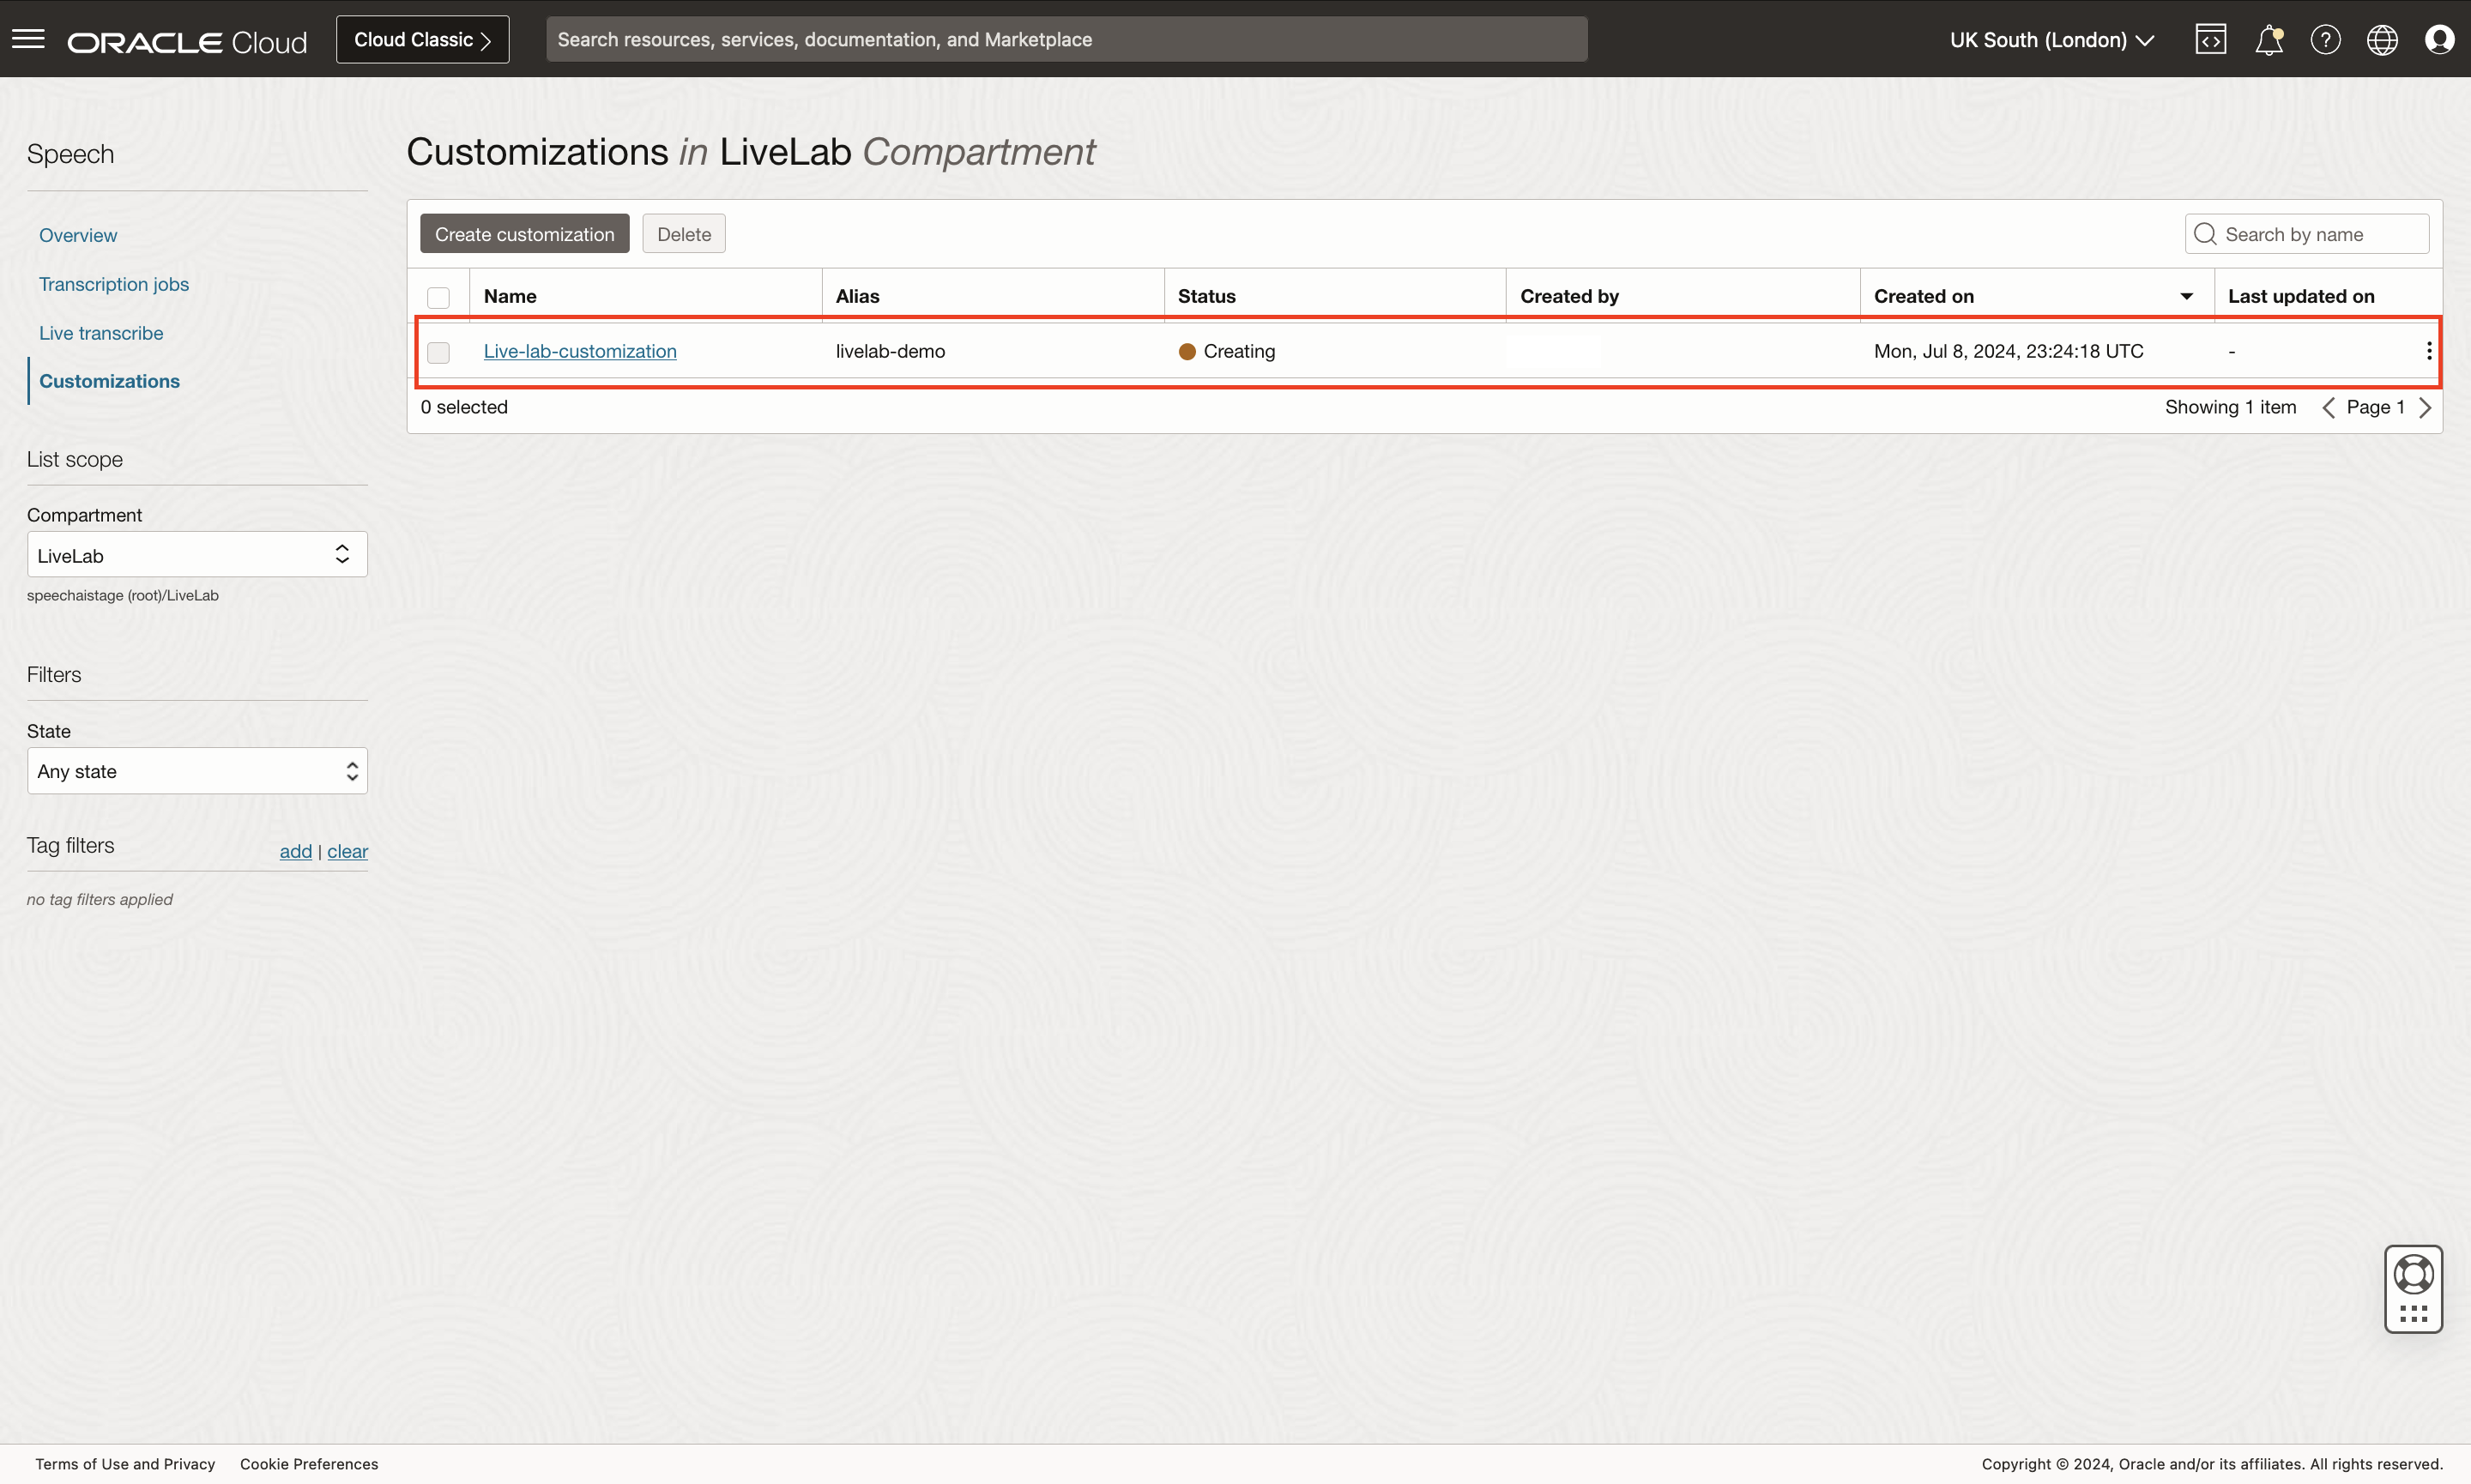 ORACLE Cloud
Cloud Classic
Search resources, services, documentation, and Marketplace
UK South (London)
Speech
Overview
Transcription jobs
Live transcribe
Customizations
List scope
Compartment
LiveLab
speechaistage (root)/LiveLab
Filters
State
Any state
Tag filters
add | clear
no tag filters applied
Customizations in LiveLab Compartment
Create customization Delete
Search by name
Name Alias Status Created by Created on Last updated on
Live-lab-customization livelab-demo Creating Mon, Jul 8, 2024, 23:24:18 UTC -
0 selected
Showing 1 item
Page 1
Terms of Use and Privacy Cookie Preferences
Copyright © 2024, Oracle and/or its affiliates. All rights reserved.